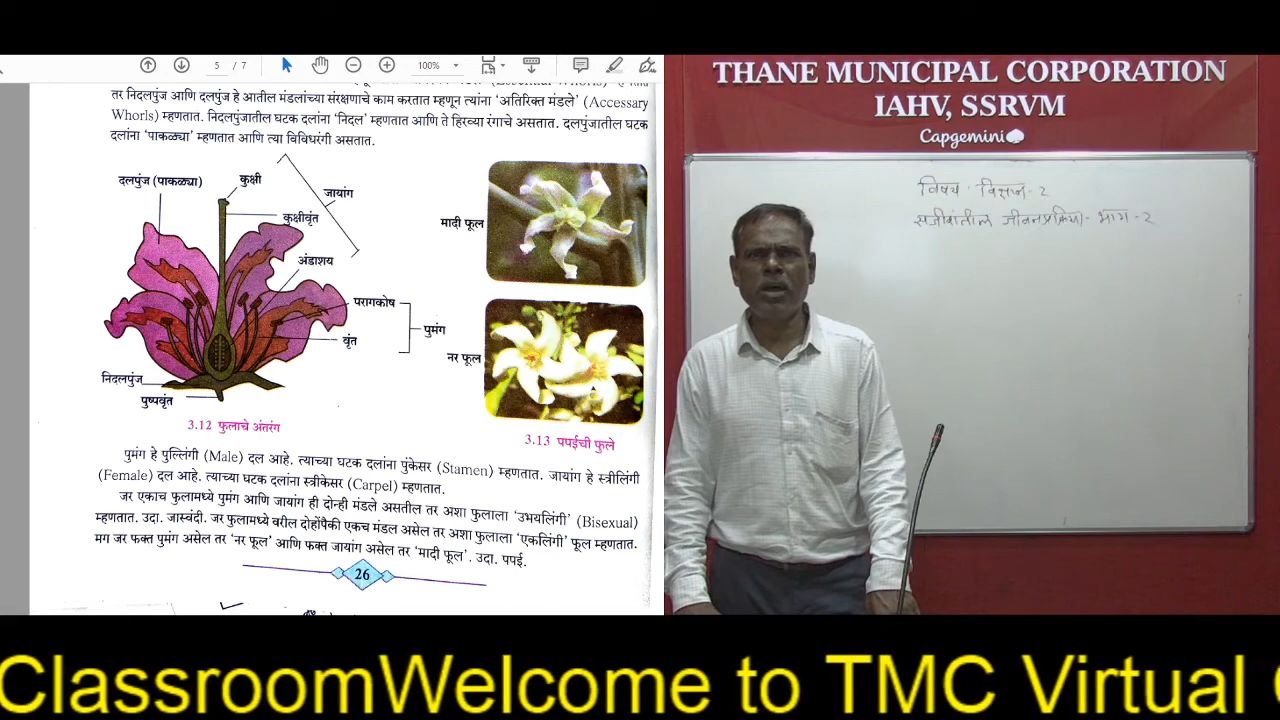 5 / 7
100%
तर निदलपुंज आणि दलपुंज हे आतील मंडलांच्या संरक्षणाचे काम करतात म्हणून त्यांना ‘अतिरिक्त मंडले’ (Accessary
Whorls) म्हणतात. निदलपुंजातील घटक दलांना ‘निदल’ म्हणतात आणि ते हिरव्या रंगाचे असतात. दलपुंजातील घटक
दलांना ‘पाकळ्या’ म्हणतात आणि त्या विविधरंगी असतात.
दलपुंज (पाकळ्या)
कुक्षी
जायांग
कुक्षीवृंत
अंडाशय
परागकोष
पुमंग
वृंत
निदलपुंज
पुष्पवृंत
3.12 फुलाचे अंतरंग
मादी फूल
नर फूल
3.13 पपईची फुले
पुमंग हे पुल्लिंगी (Male) दल आहे. त्याच्या घटक दलांना पुंकेसर (Stamen) म्हणतात. जायांग हे स्त्रीलिंगी
(Female) दल आहे. त्याच्या घटक दलांना स्त्रीकेसर (Carpel) म्हणतात.
जर एकाच फुलामध्ये पुमंग आणि जायांग ही दोन्ही मंडले असतील तर अशा फुलाला ‘उभयलिंगी’ (Bisexual)
म्हणतात. उदा. जास्वंदी. जर फुलामध्ये वरील दोहोंपैकी एकच मंडल असेल तर अशा फुलाला ‘एकलिंगी’ फूल म्हणतात.
मग जर फक्त पुमंग असेल तर ‘नर फूल’ आणि फक्त जायांग असेल तर ‘मादी फूल’. उदा. पपई.
26
THANE MUNICIPAL CORPORATION
IAHV, SSRVM
Capgemini
विषय - विज्ञान - २
सजीवांतील जीवनप्रक्रिया - भाग - २
ClassroomWelcome to TMC Virtual